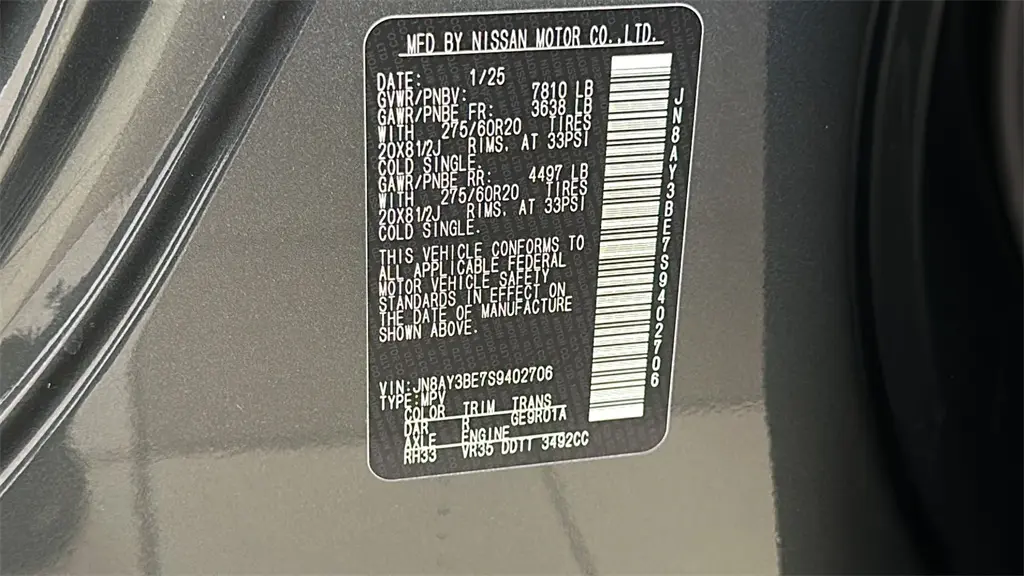 MFD BY NISSAN MOTOR CO.,LTD.
DATE: 1/25
GVWR/PNBV: 7810 LB
GAWR/PNBE FR: 3638 LB
WITH 275/60R20 TIRES
20X81/2J RIMS, AT 33PSI
COLD SINGLE.
GAWR/PNBE RR: 4497 LB
WITH 275/60R20 TIRES
20X81/2J RIMS, AT 33PSI
COLD SINGLE.
THIS VEHICLE CONFORMS TO
ALL APPLICABLE FEDERAL
MOTOR VEHICLE SAFETY
STANDARDS IN EFFECT ON
THE DATE OF MANUFACTURE
SHOWN ABOVE.
VIN:JN8AY3BE7S9402706
TYPE:MPV
COLOR TRIM TRANS
GE9R01A
AXLE ENGINE
RH33 VR35 DDTT 3492CC
JN8AY3BE7S9402706